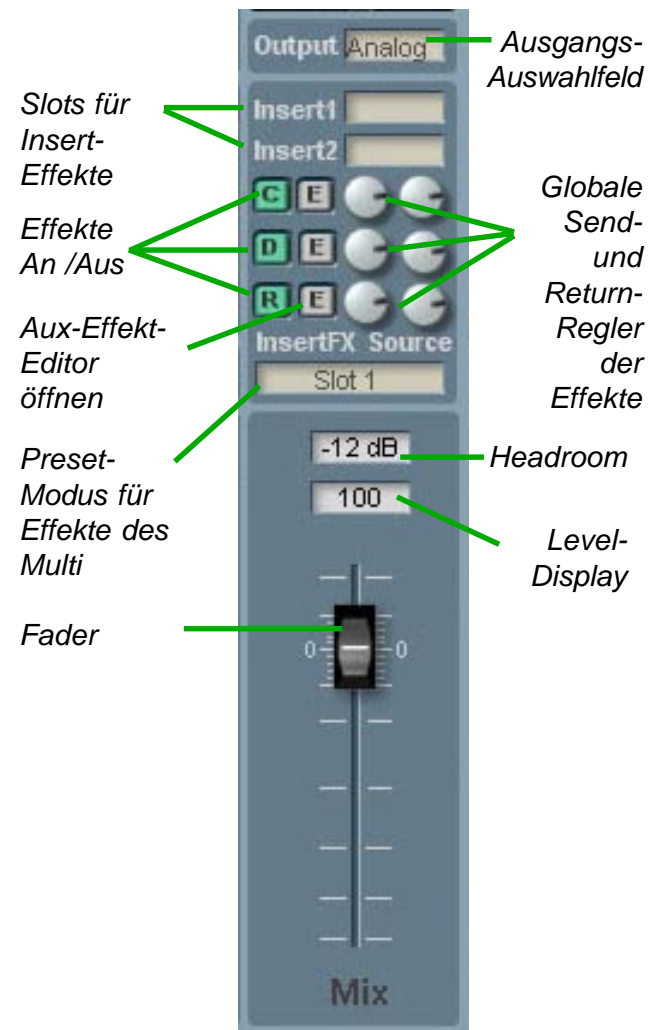 Output Analog
Ausgangs-
Auswahlfeld
Slots für
Insert-
Effekte
Insert1
Insert2
C E
D E
R E
Effekte
An /Aus
Globale
Send-
und
Return-
Regler
der
Effekte
Aux-Effekt-
Editor
öffnen
InsertFX Source
Slot 1
Preset-
Modus für
Effekte des
Multi
-12 dB
Headroom
100
Level-
Display
Fader
0 0
Mix